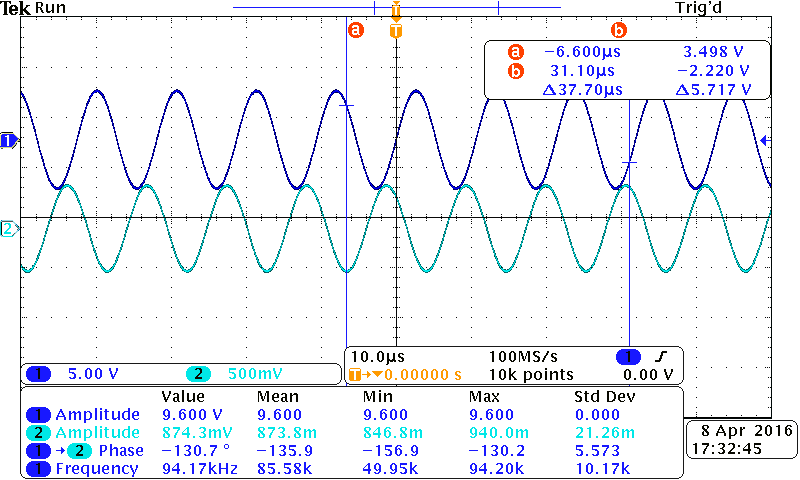 Tek Run Trig'd
T
a b
T
a −6.600µs 3.498 V
b 31.10µs −2.220 V
Δ37.70µs Δ5.717 V
1
2
1 5.00 V 2 500mV
10.0µs 100MS/s 1
T→▼0.00000 s 10k points 0.00 V
Value Mean Min Max Std Dev
1 Amplitude 9.600 V 9.600 9.600 9.600 0.000
2 Amplitude 874.3mV 873.8m 846.8m 940.0m 21.26m
1 → 2 Phase −130.7 ° −135.9 −156.9 −130.2 5.573
1 Frequency 94.17kHz 85.58k 49.95k 94.20k 10.17k
8 Apr 2016
17:32:45